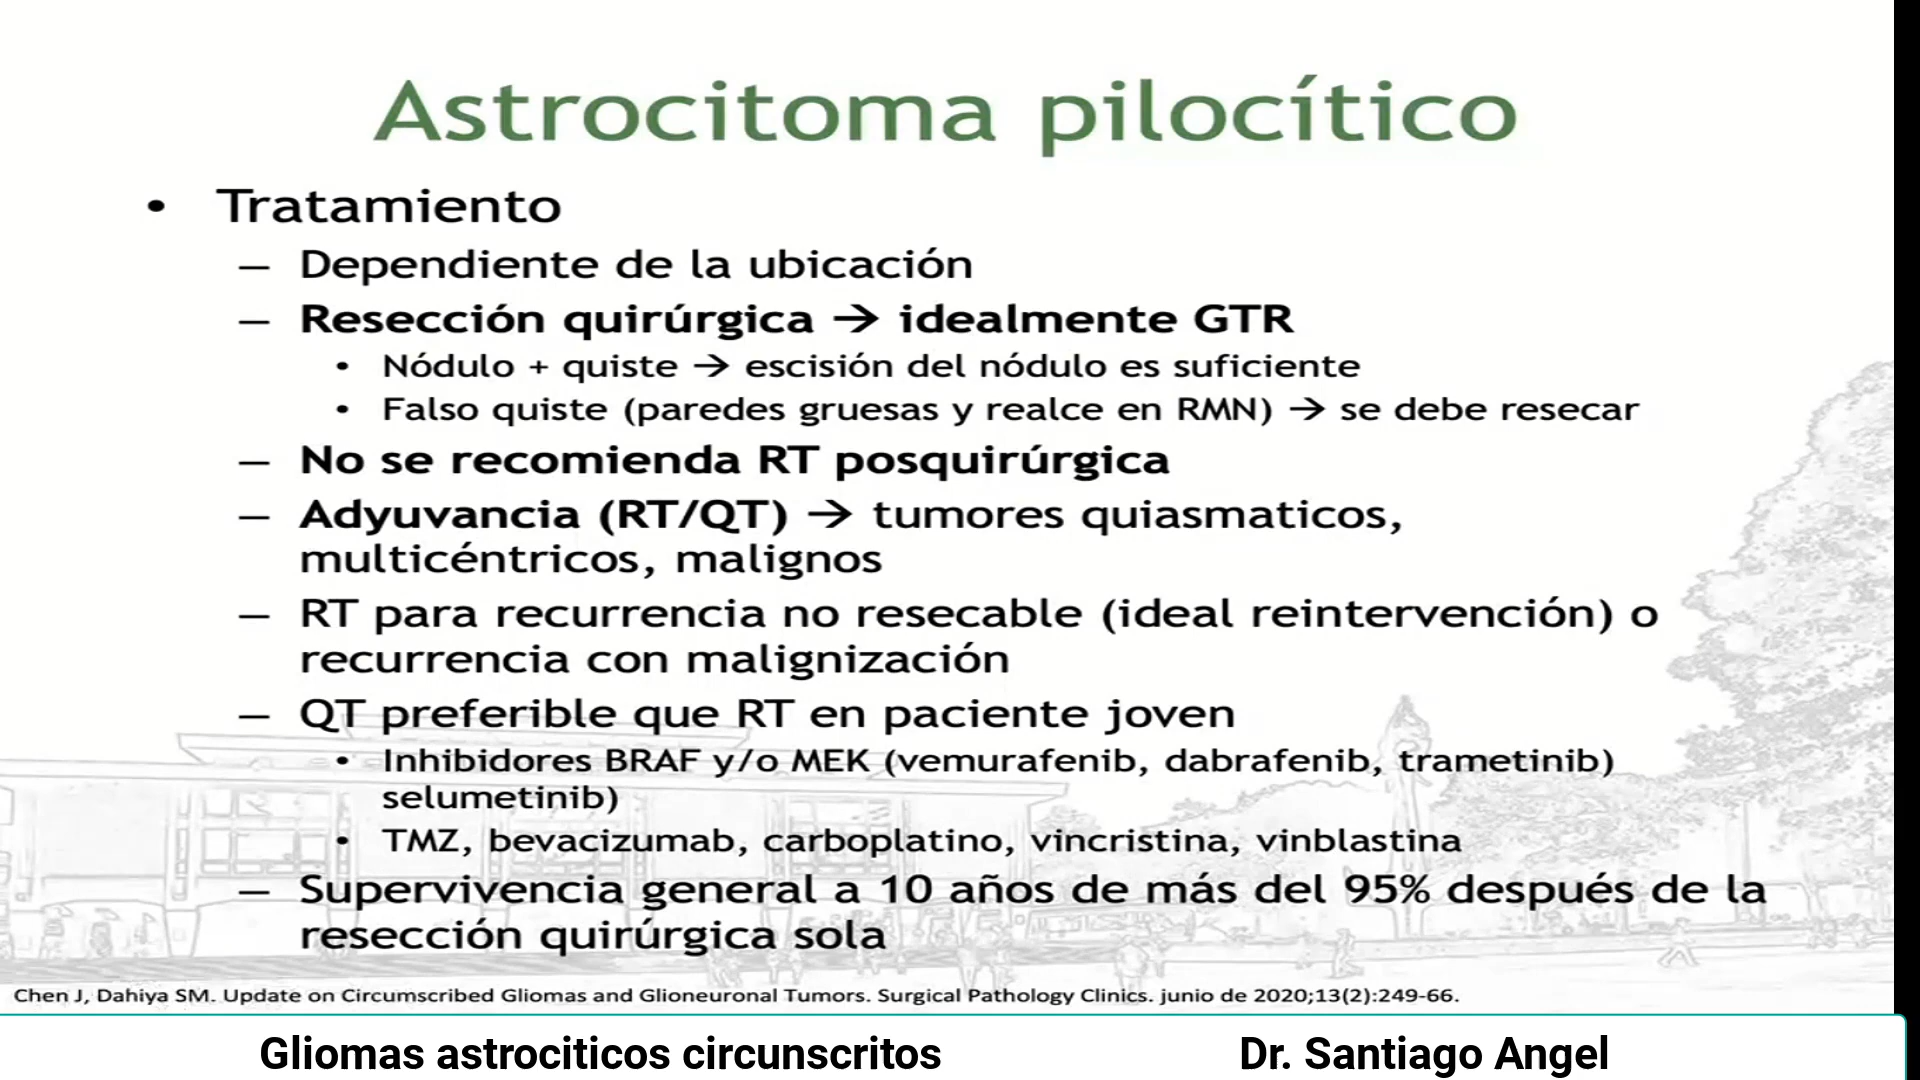 Astrocitoma pilocítico
• Tratamiento
– Dependiente de la ubicación
– Resección quirúrgica → idealmente GTR
• Nódulo + quiste → escisión del nódulo es suficiente
• Falso quiste (paredes gruesas y realce en RMN) → se debe resecar
– No se recomienda RT posquirúrgica
– Adyuvancia (RT/QT) → tumores quiasmaticos,
multicéntricos, malignos
– RT para recurrencia no resecable (ideal reintervención) o
recurrencia con malignización
– QT preferible que RT en paciente joven
• Inhibidores BRAF y/o MEK (vemurafenib, dabrafenib, trametinib)
selumetinib)
• TMZ, bevacizumab, carboplatino, vincristina, vinblastina
– Supervivencia general a 10 años de más del 95% después de la
resección quirúrgica sola
Chen J, Dahiya SM. Update on Circumscribed Gliomas and Glioneuronal Tumors. Surgical Pathology Clinics. junio de 2020;13(2):249-66.
Gliomas astrociticos circunscritos
Dr. Santiago Angel